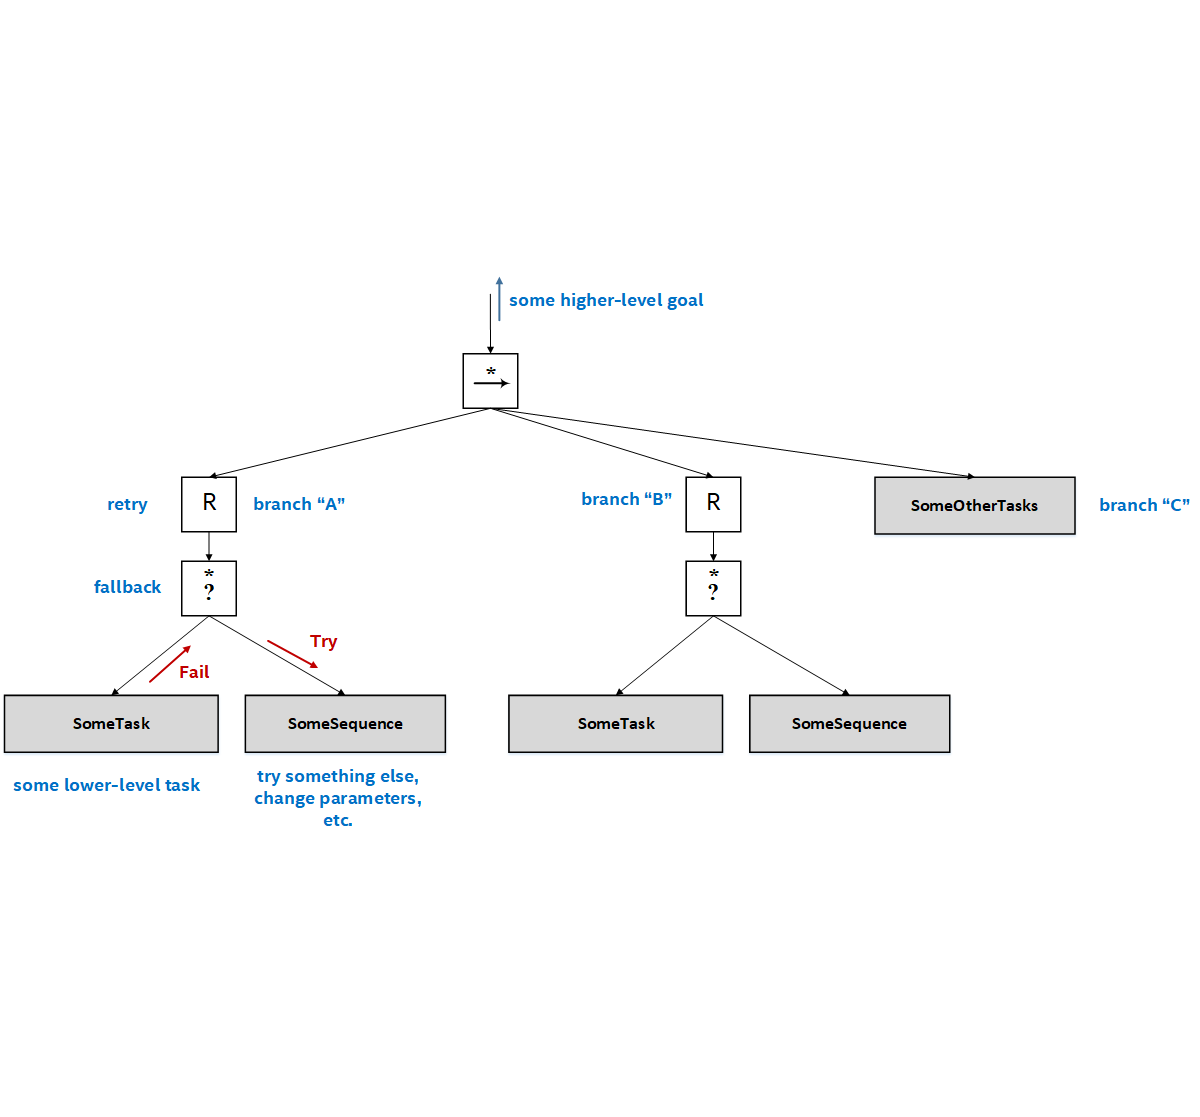 some higher-level goal
*
retry
R
branch “A”
branch “B”
R
SomeOtherTasks
branch “C”
fallback
*
?
*
?
Fail
Try
SomeTask
SomeSequence
SomeTask
SomeSequence
some lower-level task
try something else,
change parameters,
etc.